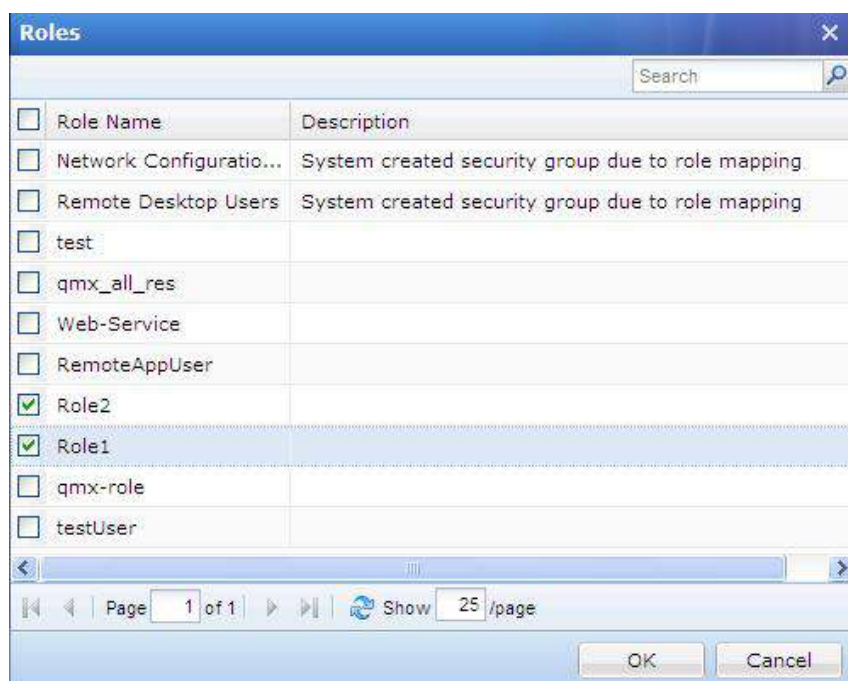 Roles
Search
Role Name Description
Network Configuratio... System created security group due to role mapping
Remote Desktop Users System created security group due to role mapping
test
qmx_all_res
Web-Service
RemoteAppUser
Role2
Role1
qmx-role
testUser
Page 1 of 1 Show 25 /page
OK Cancel